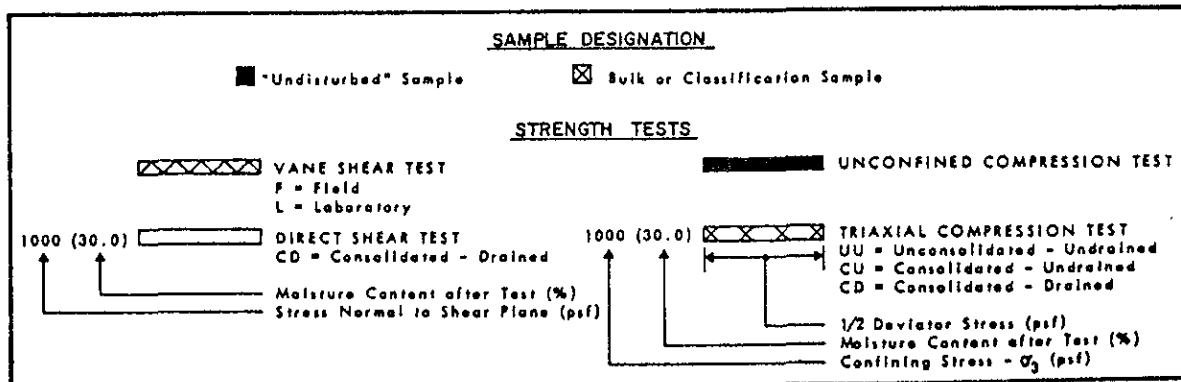 SAMPLE DESIGNATION
"Undisturbed" Sample
Bulk or Classification Sample
STRENGTH TESTS
VANE SHEAR TEST
F = Field
L = Laboratory
UNCONFINED COMPRESSION TEST
1000 (30.0)
DIRECT SHEAR TEST
CD = Consolidated - Drained
Moisture Content after Test (%)
Stress Normal to Shear Plane (psf)
1000 (30.0)
TRIAXIAL COMPRESSION TEST
UU = Unconsolidated - Undrained
CU = Consolidated - Undrained
CD = Consolidated - Drained
1/2 Deviator Stress (psf)
Moisture Content after Test (%)
Confining Stress - σ3 (psf)